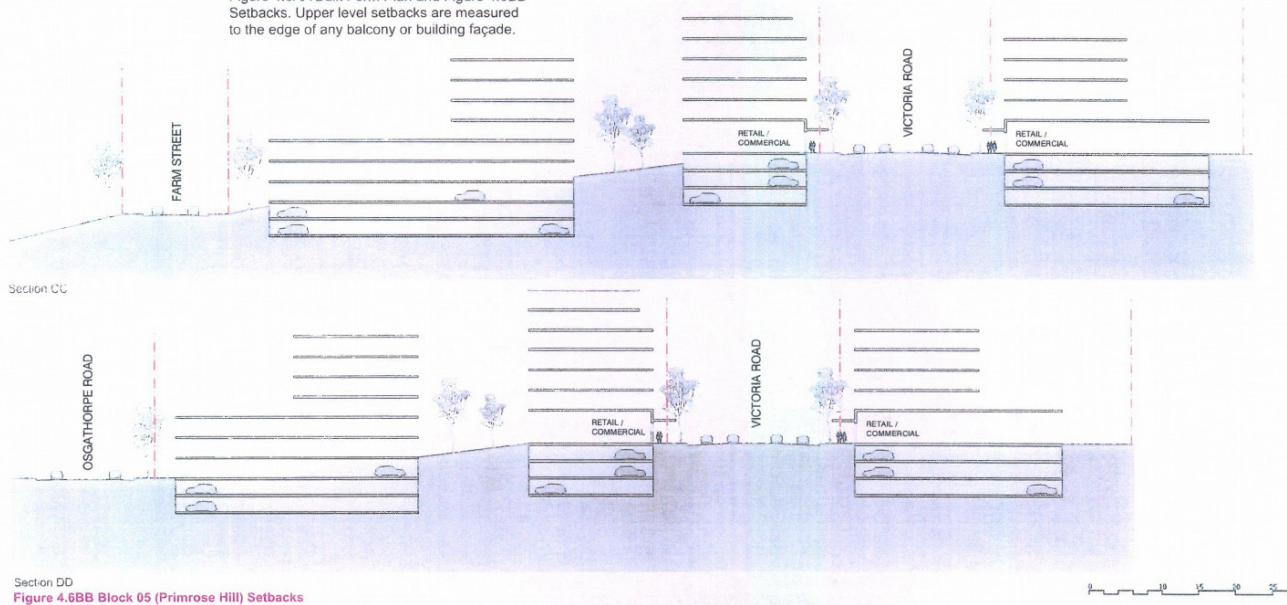 Setbacks. Upper level setbacks are measured
to the edge of any balcony or building façade.
FARM STREET
RETAIL /
COMMERCIAL
VICTORIA ROAD
RETAIL /
COMMERCIAL
Section CC
OSGATHORPE ROAD
RETAIL /
COMMERCIAL
VICTORIA ROAD
RETAIL /
COMMERCIAL
Section DD
Figure 4.6BB Block 05 (Primrose Hill) Setbacks
0 10 15 20 25